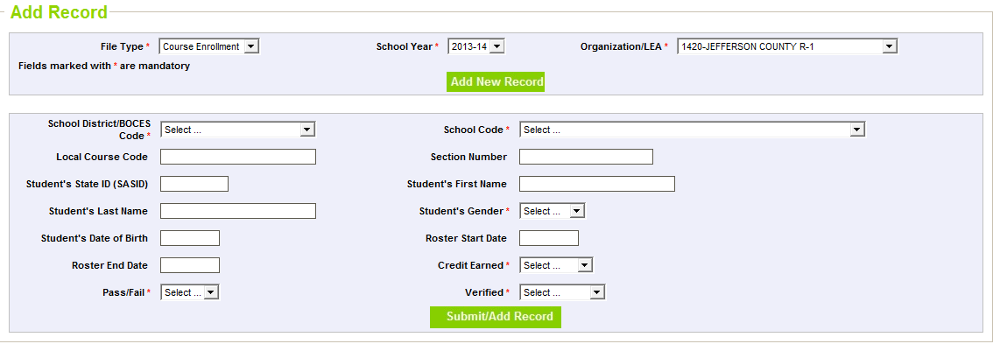 Add Record
File Type * Course Enrollment School Year * 2013-14 Organization/LEA * 1420-JEFFERSON COUNTY R-1
Fields marked with * are mandatory
Add New Record
School District/BOCES
Code * Select ... School Code * Select ...
Local Course Code Section Number
Student's State ID (SASID) Student's First Name
Student's Last Name Student's Gender * Select ...
Student's Date of Birth Roster Start Date
Roster End Date Credit Earned * Select ...
Pass/Fail * Select ... Verified * Select ...
Submit/Add Record